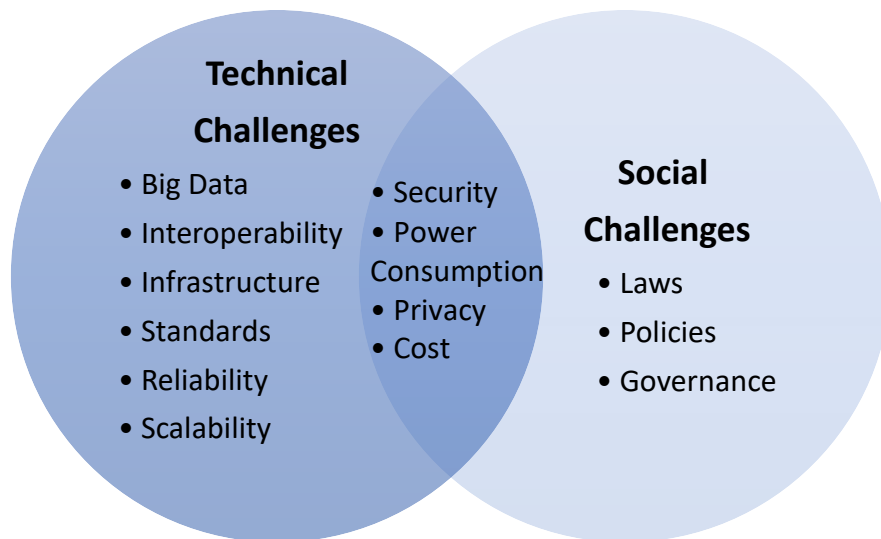 Technical
Challenges
• Big Data
• Interoperability
• Infrastructure
• Standards
• Reliability
• Scalability
• Security
• Power
Consumption
• Privacy
• Cost
Social
Challenges
• Laws
• Policies
• Governance